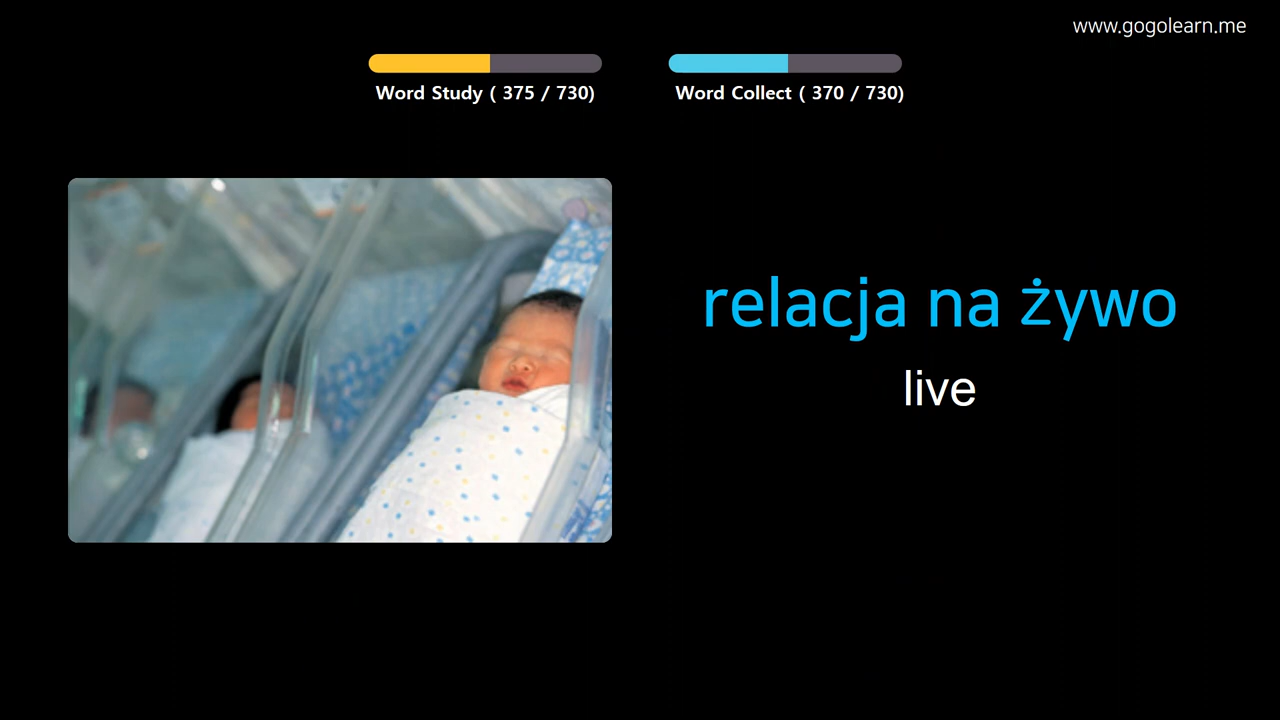 www.gogolearn.me
Word Study ( 375 / 730)
Word Collect ( 370 / 730)
relacja na żywo
live